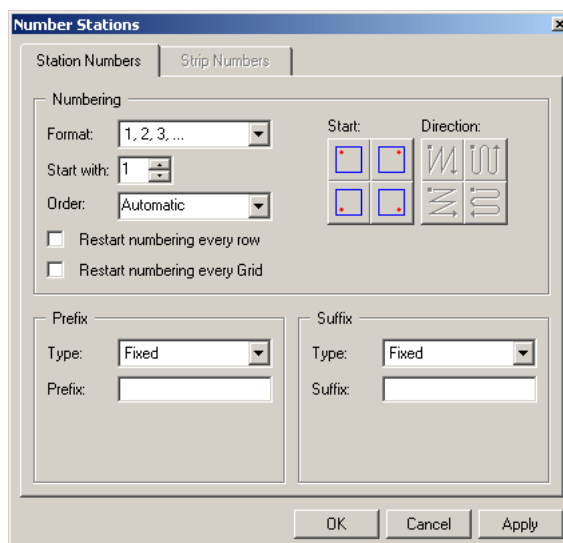 Number Stations
Station Numbers Strip Numbers
Numbering
Format: 1, 2, 3, ... Start: Direction:
Start with: 1
Order: Automatic
Restart numbering every row
Restart numbering every Grid
Prefix Suffix
Type: Fixed Type: Fixed
Prefix: Suffix:
OK Cancel Apply